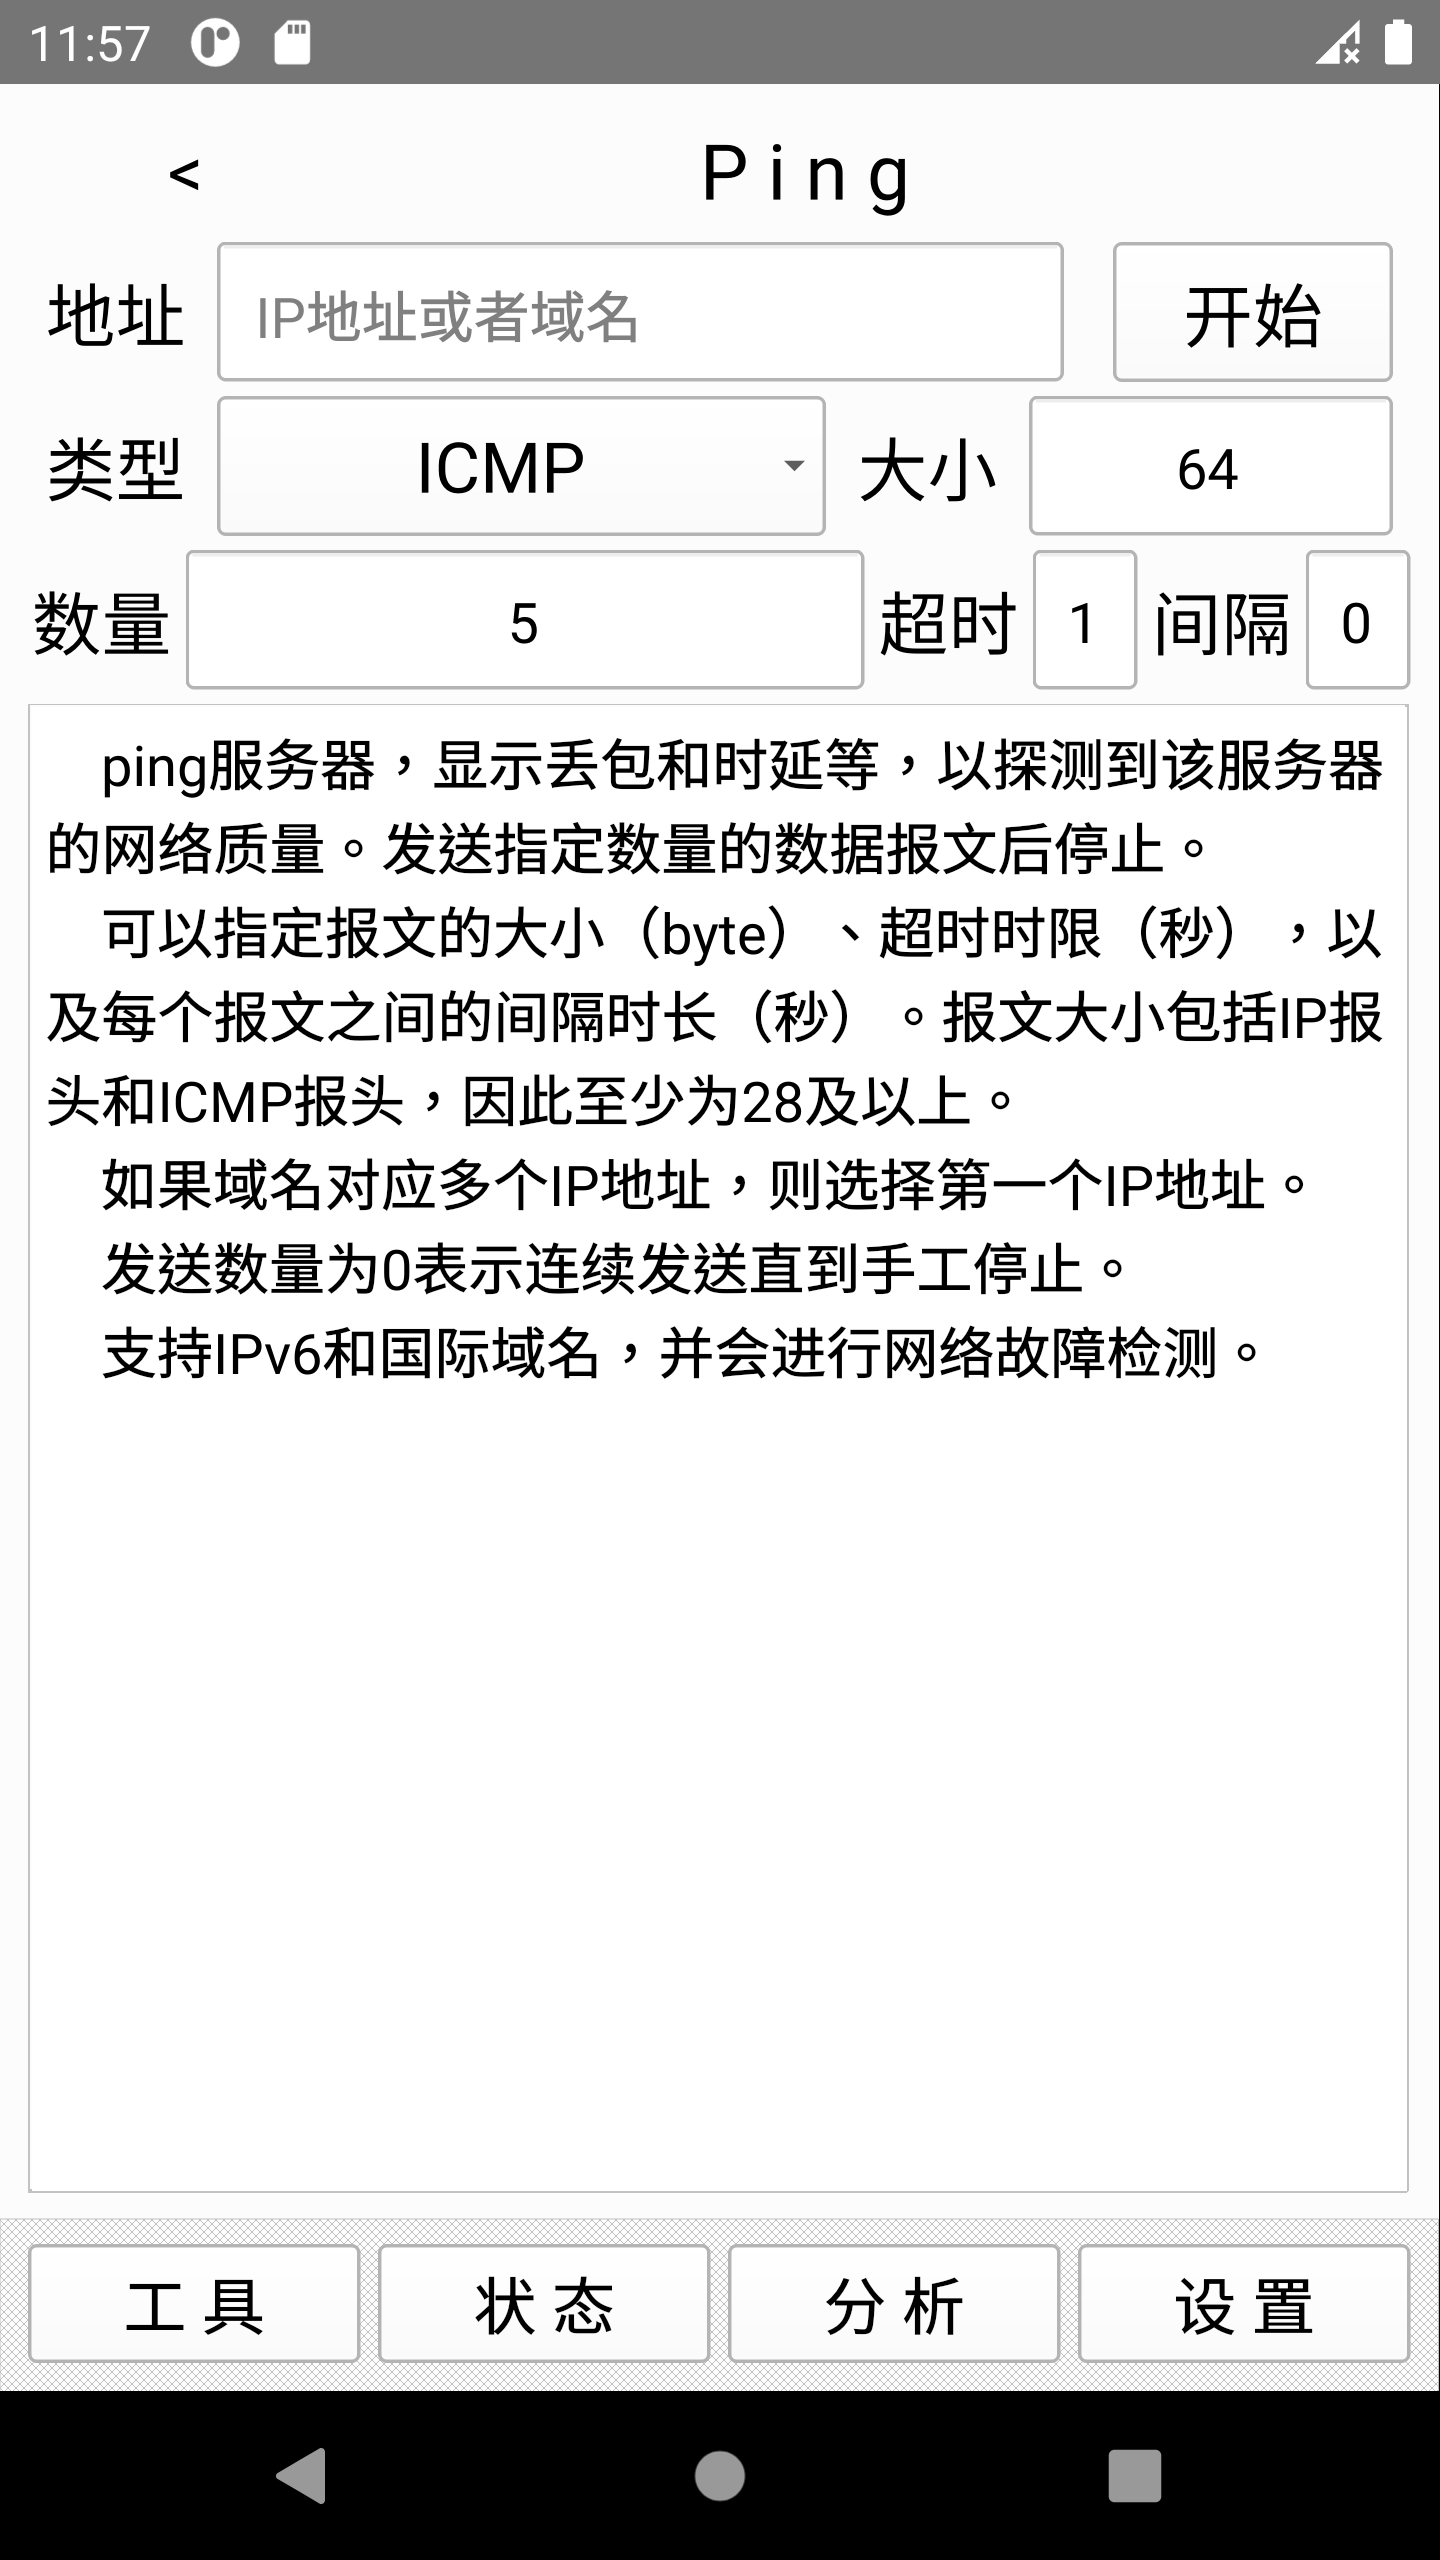 11:57
< Ping
地址 IP地址或者域名 开始
类型 ICMP 大小 64
数量 5 超时 1 间隔 0
ping服务器，显示丢包和时延等，以探测到该服务器
的网络质量。发送指定数量的数据报文后停止。
可以指定报文的大小（byte）、超时时限（秒），以
及每个报文之间的间隔时长（秒）。报文大小包括IP报
头和ICMP报头，因此至少为28及以上。
如果域名对应多个IP地址，则选择第一个IP地址。
发送数量为0表示连续发送直到手工停止。
支持IPv6和国际域名，并会进行网络故障检测。
工具 状态 分析 设置